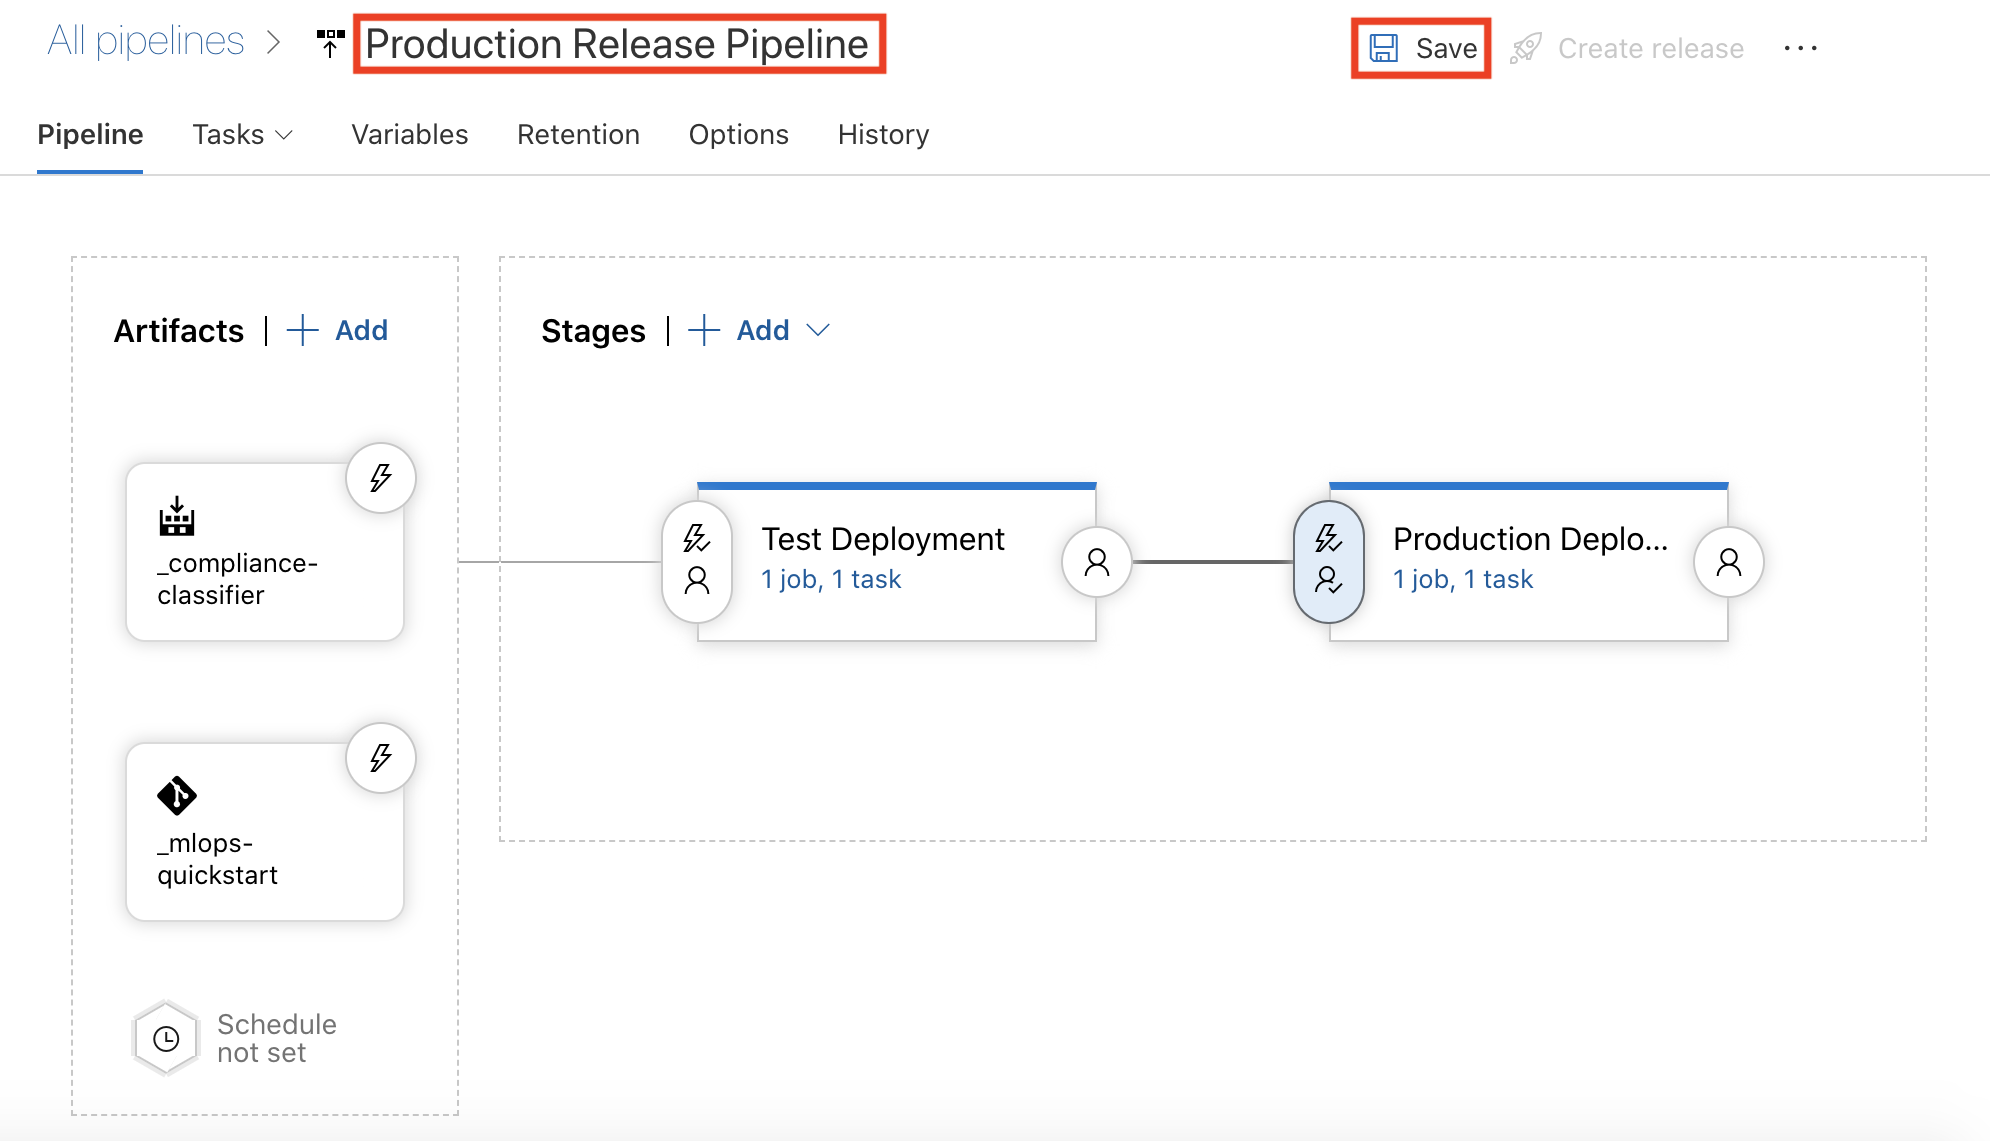 All pipelines
Production Release Pipeline
Save
Create release
Pipeline
Tasks
Variables
Retention
Options
History
Artifacts | + Add
Stages | + Add
_compliance-
classifier
Test Deployment
1 job, 1 task
Production Deplo...
1 job, 1 task
_mlops-
quickstart
Schedule
not set